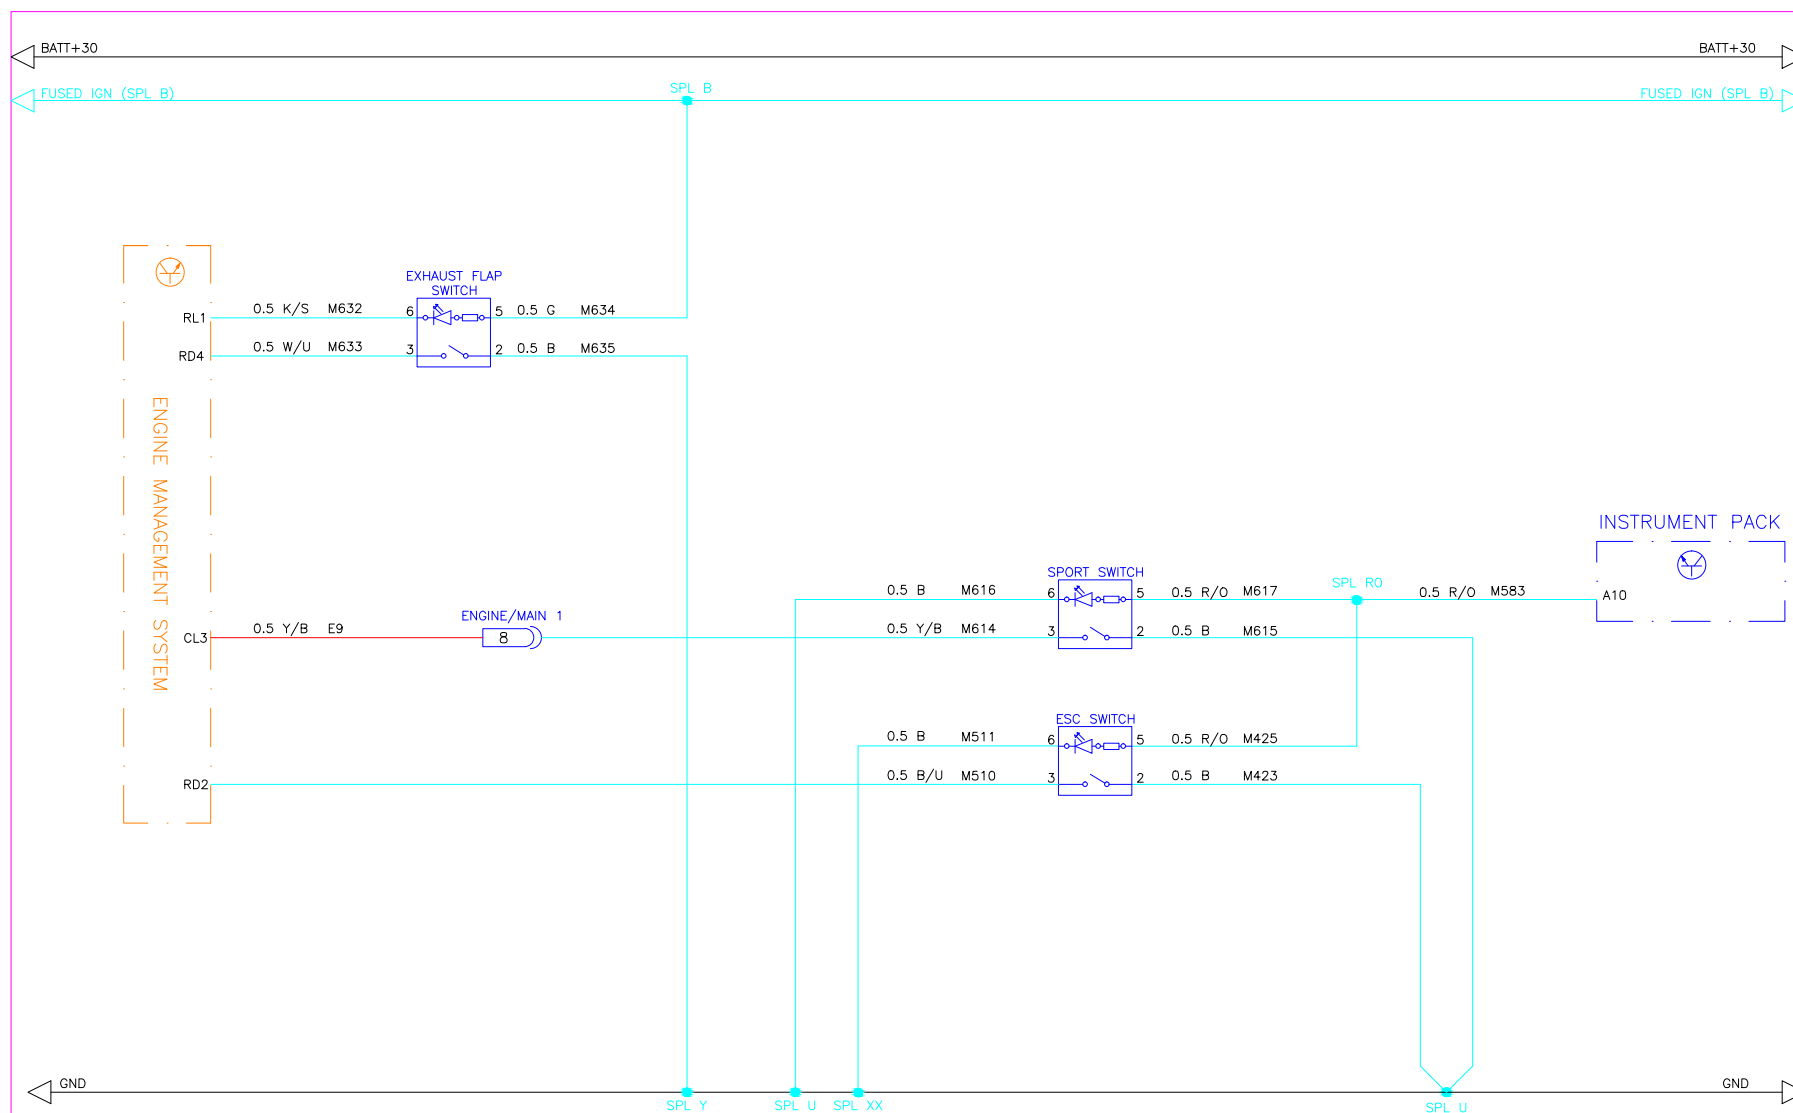 BATT+30
BATT+30
FUSED IGN (SPL B)
SPL B
FUSED IGN (SPL B)
EXHAUST FLAP
SWITCH
RL1
0.5 K/S M632
6
5
0.5 G M634
RD4
0.5 W/U M633
3
2
0.5 B M635
ENGINE MANAGEMENT SYSTEM
INSTRUMENT PACK
SPORT SWITCH
SPL RO
0.5 B M616
6
5
0.5 R/O M617
0.5 R/O M583
A10
ENGINE/MAIN 1
CL3
0.5 Y/B E9
8
0.5 Y/B M614
3
2
0.5 B M615
ESC SWITCH
0.5 B M511
6
5
0.5 R/O M425
RD2
0.5 B/U M510
3
2
0.5 B M423
GND
GND
SPL Y
SPL U
SPL XX
SPL U